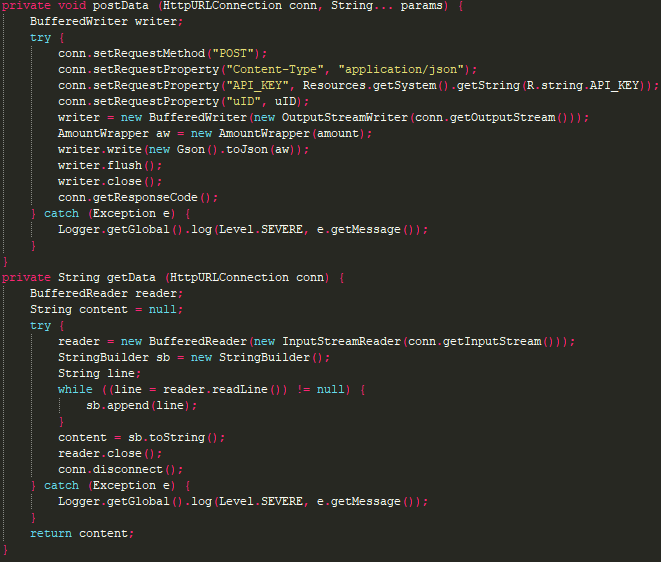 private void postData (HttpURLConnection conn, String... params) {
    BufferedWriter writer;
    try {
        conn.setRequestMethod("POST");
        conn.setRequestProperty("Content-Type", "application/json");
        conn.setRequestProperty("API_KEY", Resources.getSystem().getString(R.string.API_KEY));
        conn.setRequestProperty("uID", uID);
        writer = new BufferedWriter(new OutputStreamWriter(conn.getOutputStream()));
        AmountWrapper aw = new AmountWrapper(amount);
        writer.write(new Gson().toJson(aw));
        writer.flush();
        writer.close();
        conn.getResponseCode();
    } catch (Exception e) {
        Logger.getGlobal().log(Level.SEVERE, e.getMessage());
    }
}
private String getData (HttpURLConnection conn) {
    BufferedReader reader;
    String content = null;
    try {
        reader = new BufferedReader(new InputStreamReader(conn.getInputStream()));
        StringBuilder sb = new StringBuilder();
        String line;
        while ((line = reader.readLine()) != null) {
            sb.append(line);
        }
        content = sb.toString();
        reader.close();
        conn.disconnect();
    } catch (Exception e) {
        Logger.getGlobal().log(Level.SEVERE, e.getMessage());
    }
    return content;
}